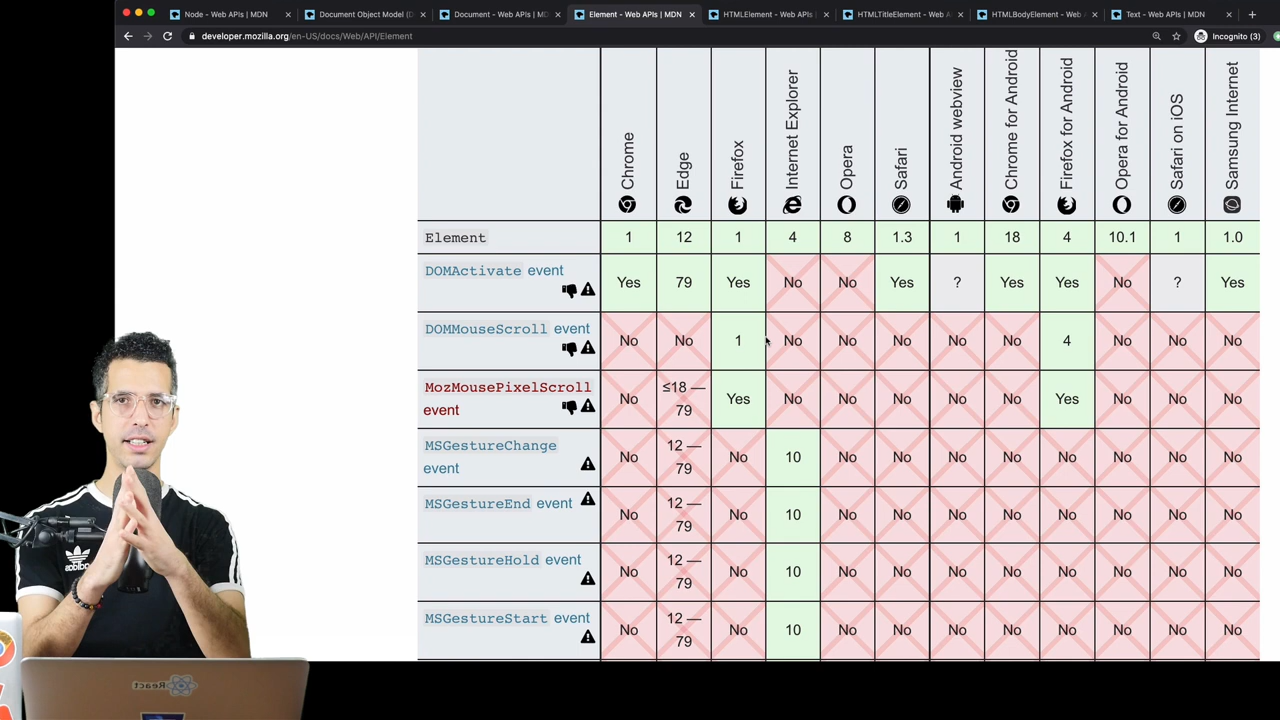 Node - Web APIs | MDN
Document Object Model (D
Document - Web APIs | MDN
Element - Web APIs | MDN
HTMLElement - Web APIs
HTMLTitleElement - Web A
HTMLBodyElement - Web
Text - Web APIs | MDN
developer.mozilla.org/en-US/docs/Web/API/Element
Incognito (3)
Chrome
Edge
Firefox
Internet Explorer
Opera
Safari
Android webview
Chrome for Android
Firefox for Android
Opera for Android
Safari on iOS
Samsung Internet
Element 1 12 1 4 8 1.3 1 18 4 10.1 1 1.0
DOMActivate event Yes 79 Yes No No Yes ? Yes Yes No ? Yes
DOMMouseScroll event No No 1 No No No No No 4 No No No
MozMousePixelScroll event No ≤18 — 79 Yes No No No No No Yes No No No
MSGestureChange event No 12 — 79 No 10 No No No No No No No No
MSGestureEnd event No 12 — 79 No 10 No No No No No No No No
MSGestureHold event No 12 — 79 No 10 No No No No No No No No
MSGestureStart event No 12 — 79 No 10 No No No No No No No No
adidas
React